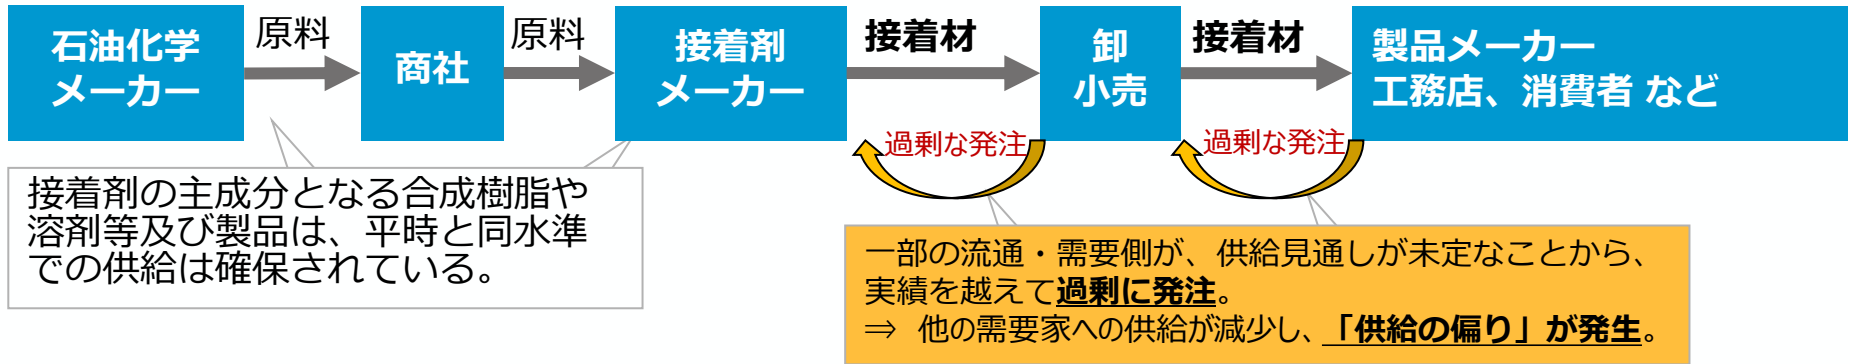 石油化学
メーカー
原料
商社
原料
接着剤
メーカー
接着材
卸
小売
接着材
製品メーカー
工務店、消費者 など
過剰な発注
過剰な発注
接着剤の主成分となる合成樹脂や
溶剤等及び製品は、平時と同水準
での供給は確保されている。
一部の流通・需要側が、供給見通しが未定なことから、
実績を越えて過剰に発注。
⇒ 他の需要家への供給が減少し、「供給の偏り」が発生。